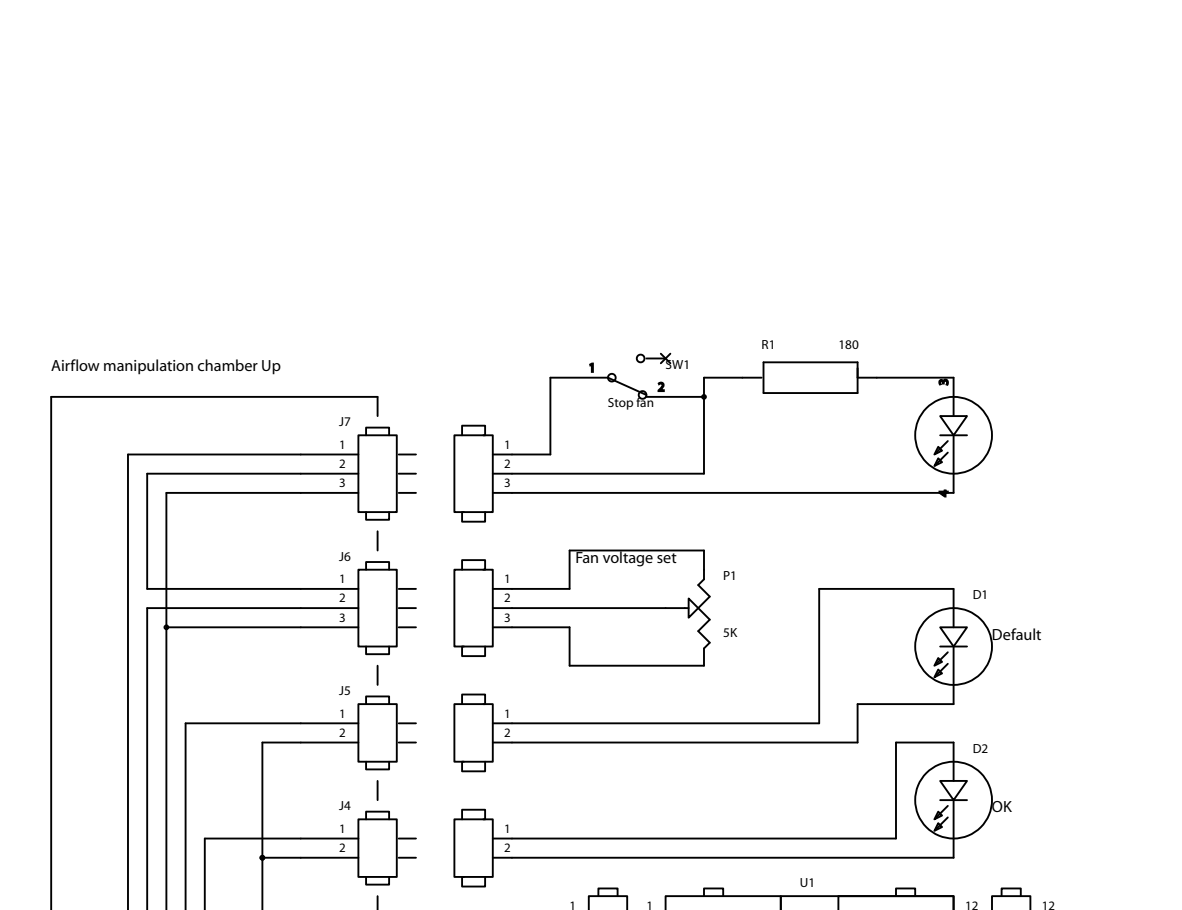 R1 180
Airflow manipulation chamber Up
SW1
1
2
3
Stop fan
J7
1 1
2 2
3 3
4
J6
Fan voltage set
P1
1 1
2 2
3 3
5K
D1
Default
J5
1 1
2 2
D2
OK
J4
1 1
2 2
U1
1 1 12 12